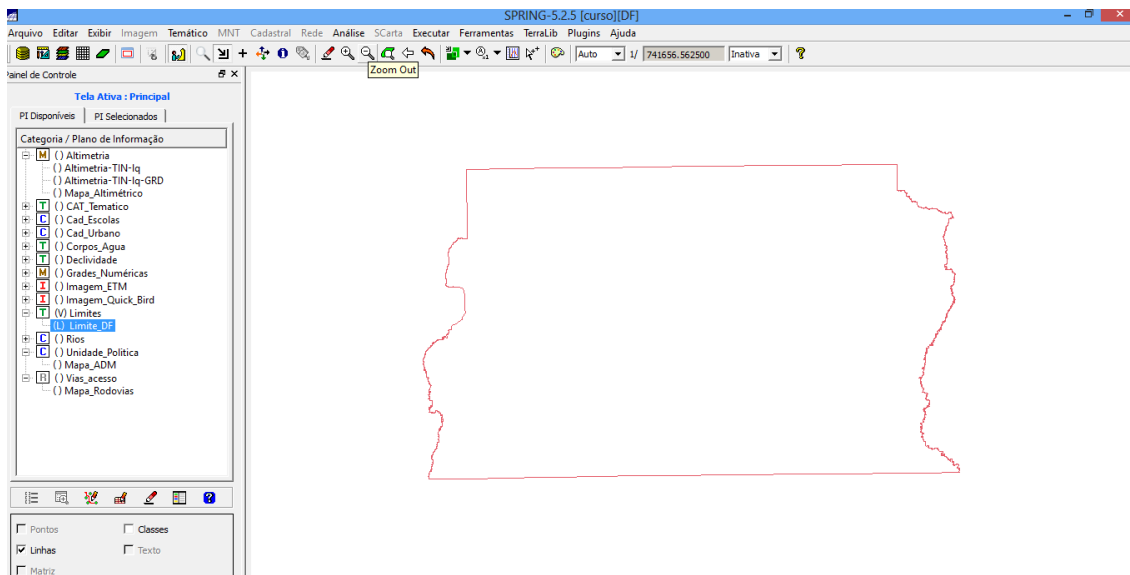 SPRING-5.2.5 [curso][DF]
Arquivo Editar Exibir Imagem Temático MNT Cadastral Rede Análise SCarta Executar Ferramentas TerraLib Plugins Ajuda
Auto 1/ 741656.562500 Inativa
Zoom Out
Painel de Controle
Tela Ativa : Principal
PI Disponíveis PI Selecionados
Categoria / Plano de Informação
M () Altimetria
() Altimetria-TIN-lq
() Altimetria-TIN-lq-GRD
() Mapa_Altimétrico
T () CAT_Tematico
C () Cad_Escolas
C () Cad_Urbano
T () Corpos_Agua
T () Declividade
M () Grades_Numéricas
I () Imagem_ETM
I () Imagem_Quick_Bird
T (V) Limites
(L) Limite_DF
C () Rios
C () Unidade_Politica
() Mapa_ADM
R () Vias_acesso
() Mapa_Rodovias
Pontos Classes
Linhas Texto
Matriz